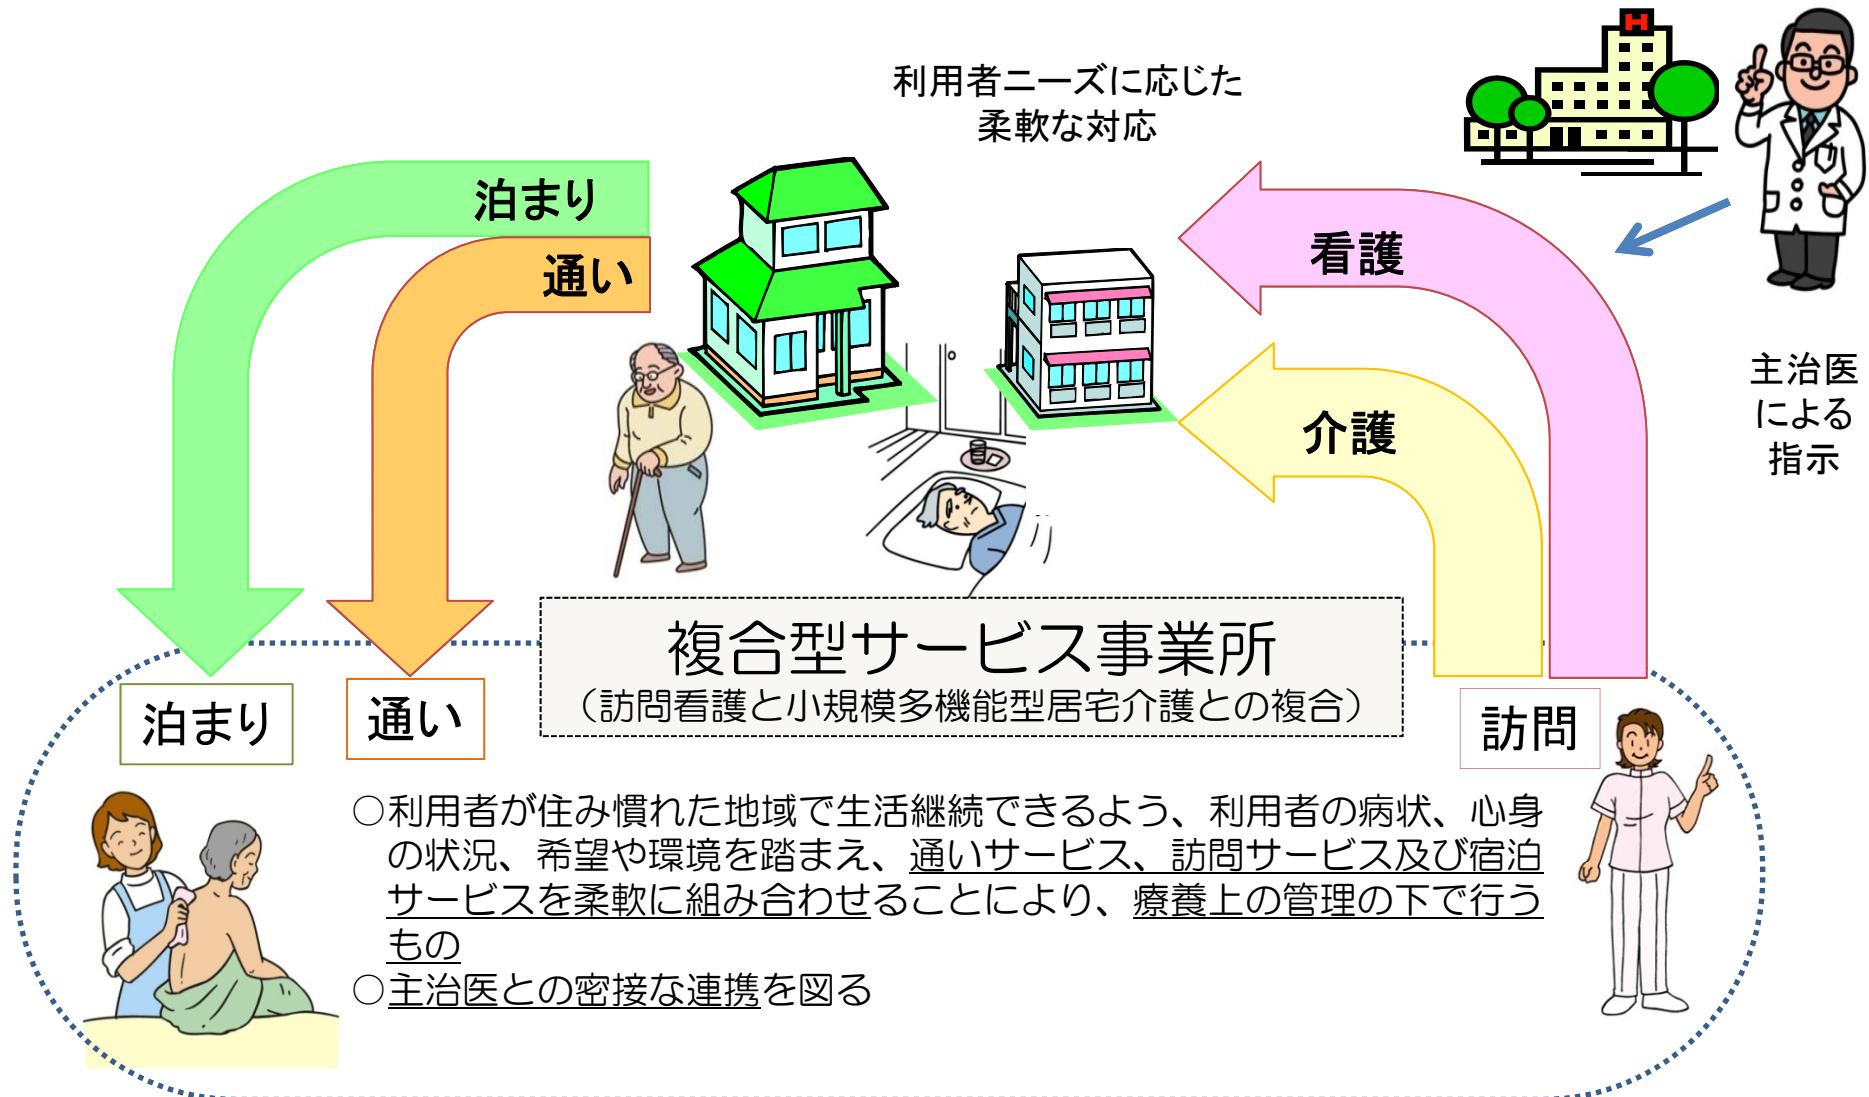 利用者ニーズに応じた
柔軟な対応
H
泊まり
通い
看護
介護
主治医
による
指示
複合型サービス事業所
（訪問看護と小規模多機能型居宅介護との複合）
泊まり
通い
訪問
○利用者が住み慣れた地域で生活継続できるよう、利用者の病状、心身
の状況、希望や環境を踏まえ、通いサービス、訪問サービス及び宿泊
サービスを柔軟に組み合わせることにより、療養上の管理の下で行う
もの
○主治医との密接な連携を図る